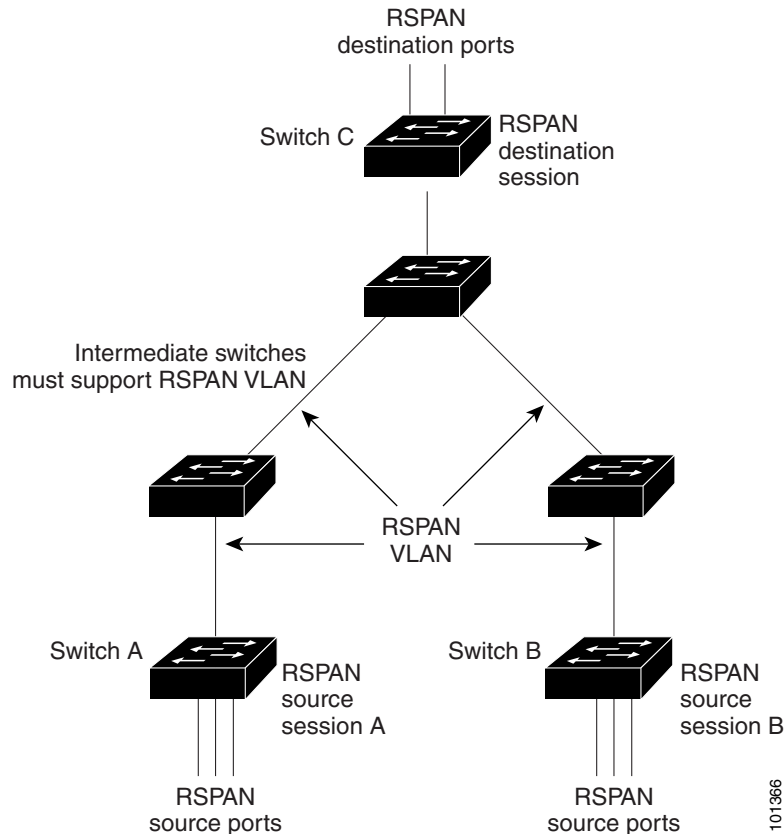 RSPAN
destination ports
Switch C
RSPAN
destination
session
Intermediate switches
must support RSPAN VLAN
RSPAN
VLAN
Switch A
RSPAN
source
session A
Switch B
RSPAN
source
session B
RSPAN
source ports
RSPAN
source ports
101366